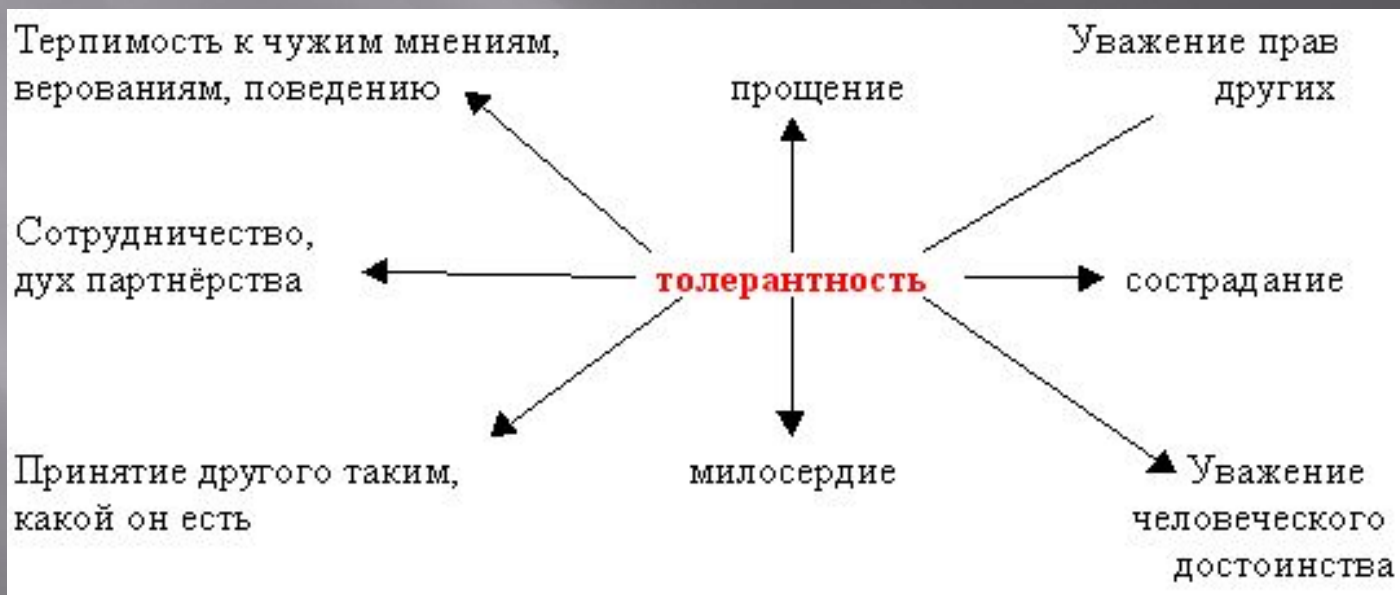 Терпимость к чужим мнениям,
верованиям, поведению
прощение
Уважение прав
других
Сотрудничество,
дух партнёрства
толерантность
сострадание
Принятие другого таким,
какой он есть
милосердие
Уважение
человеческого
достоинства